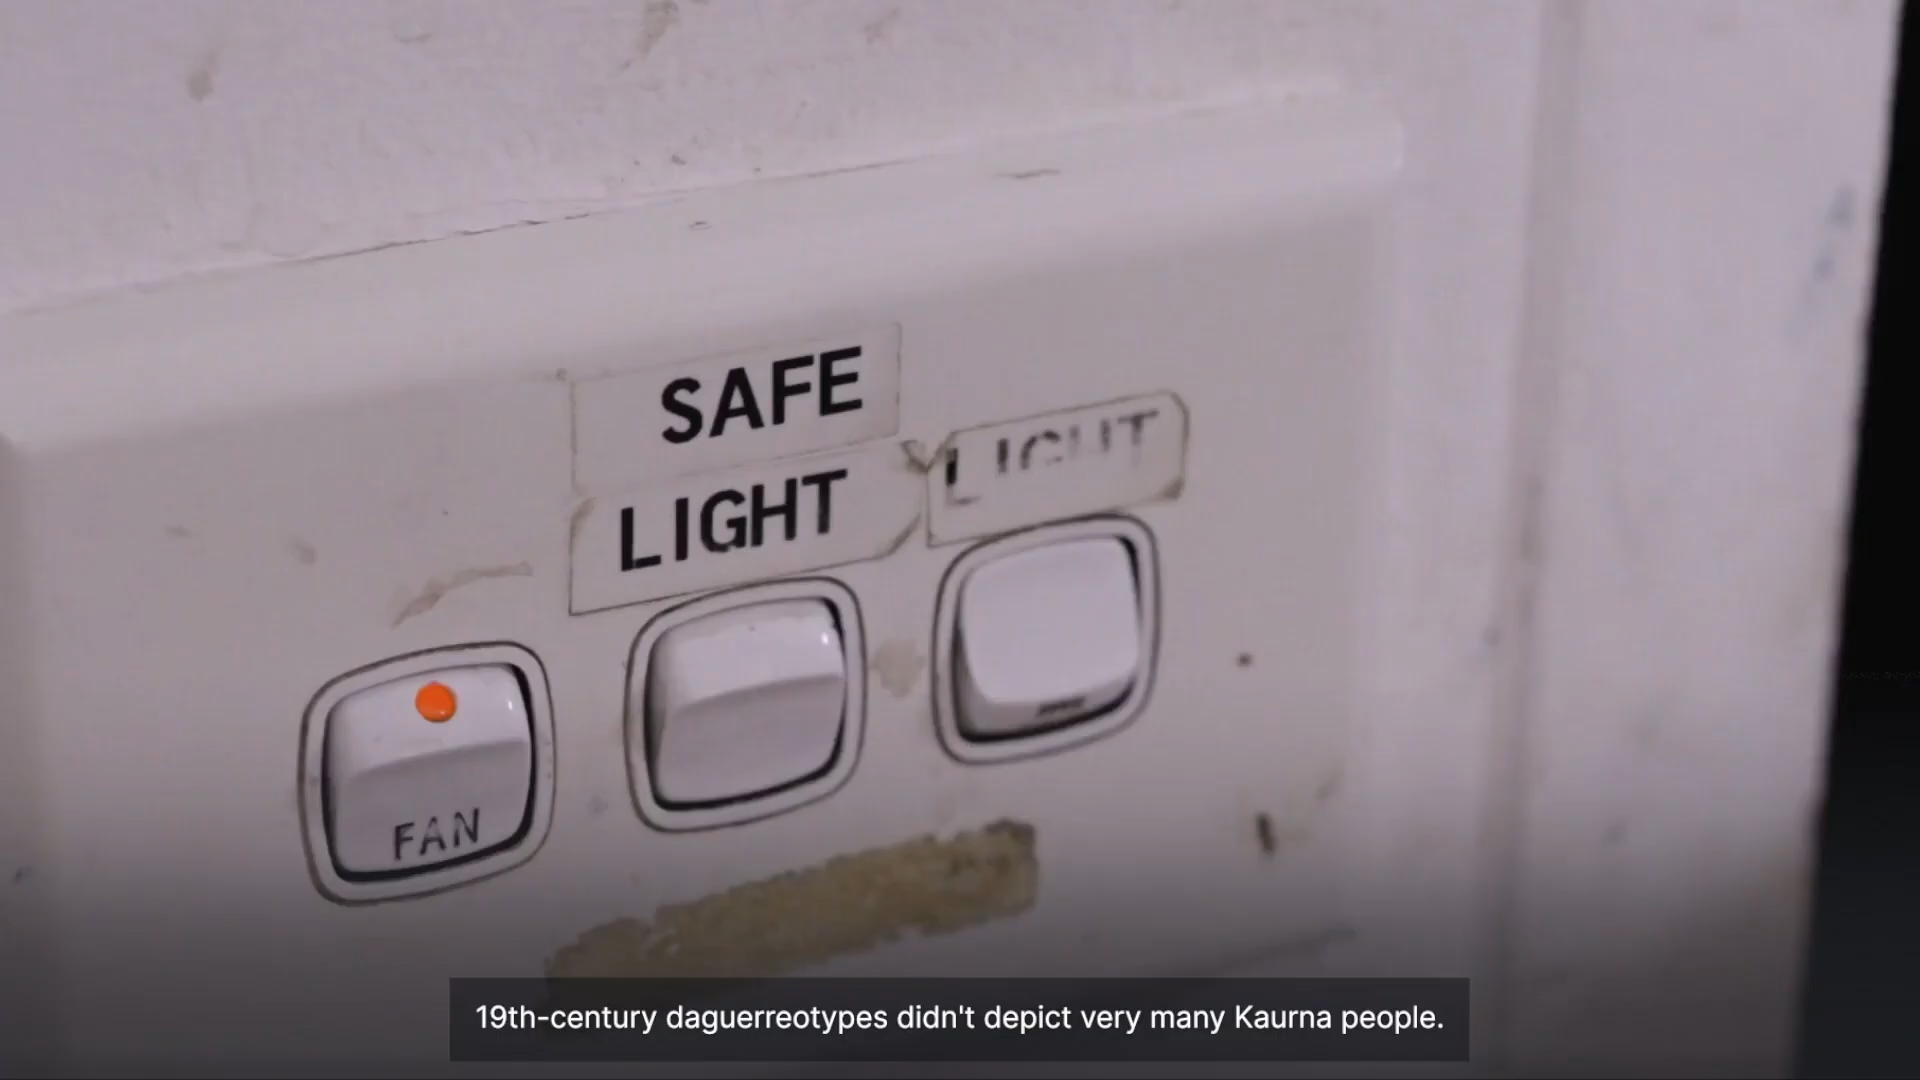 SAFE
LIGHT
LIGHT
FAN
19th-century daguerreotypes didn't depict very many Kaurna people.